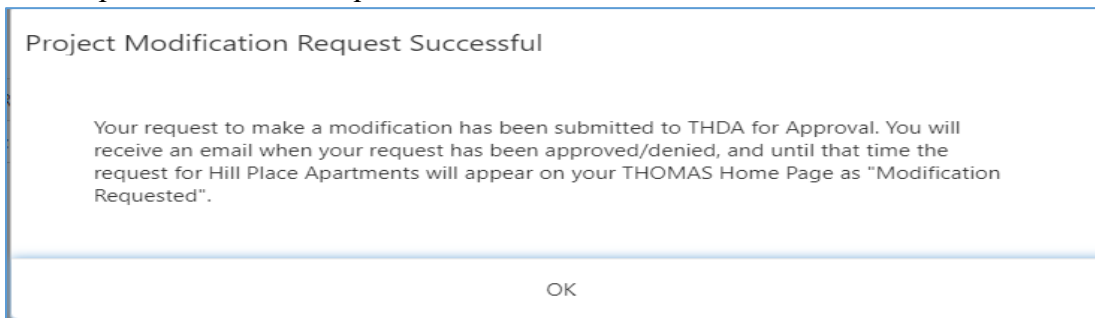 Project Modification Request Successful
Your request to make a modification has been submitted to THDA for Approval. You will
receive an email when your request has been approved/denied, and until that time the
request for Hill Place Apartments will appear on your THOMAS Home Page as "Modification
Requested".
OK